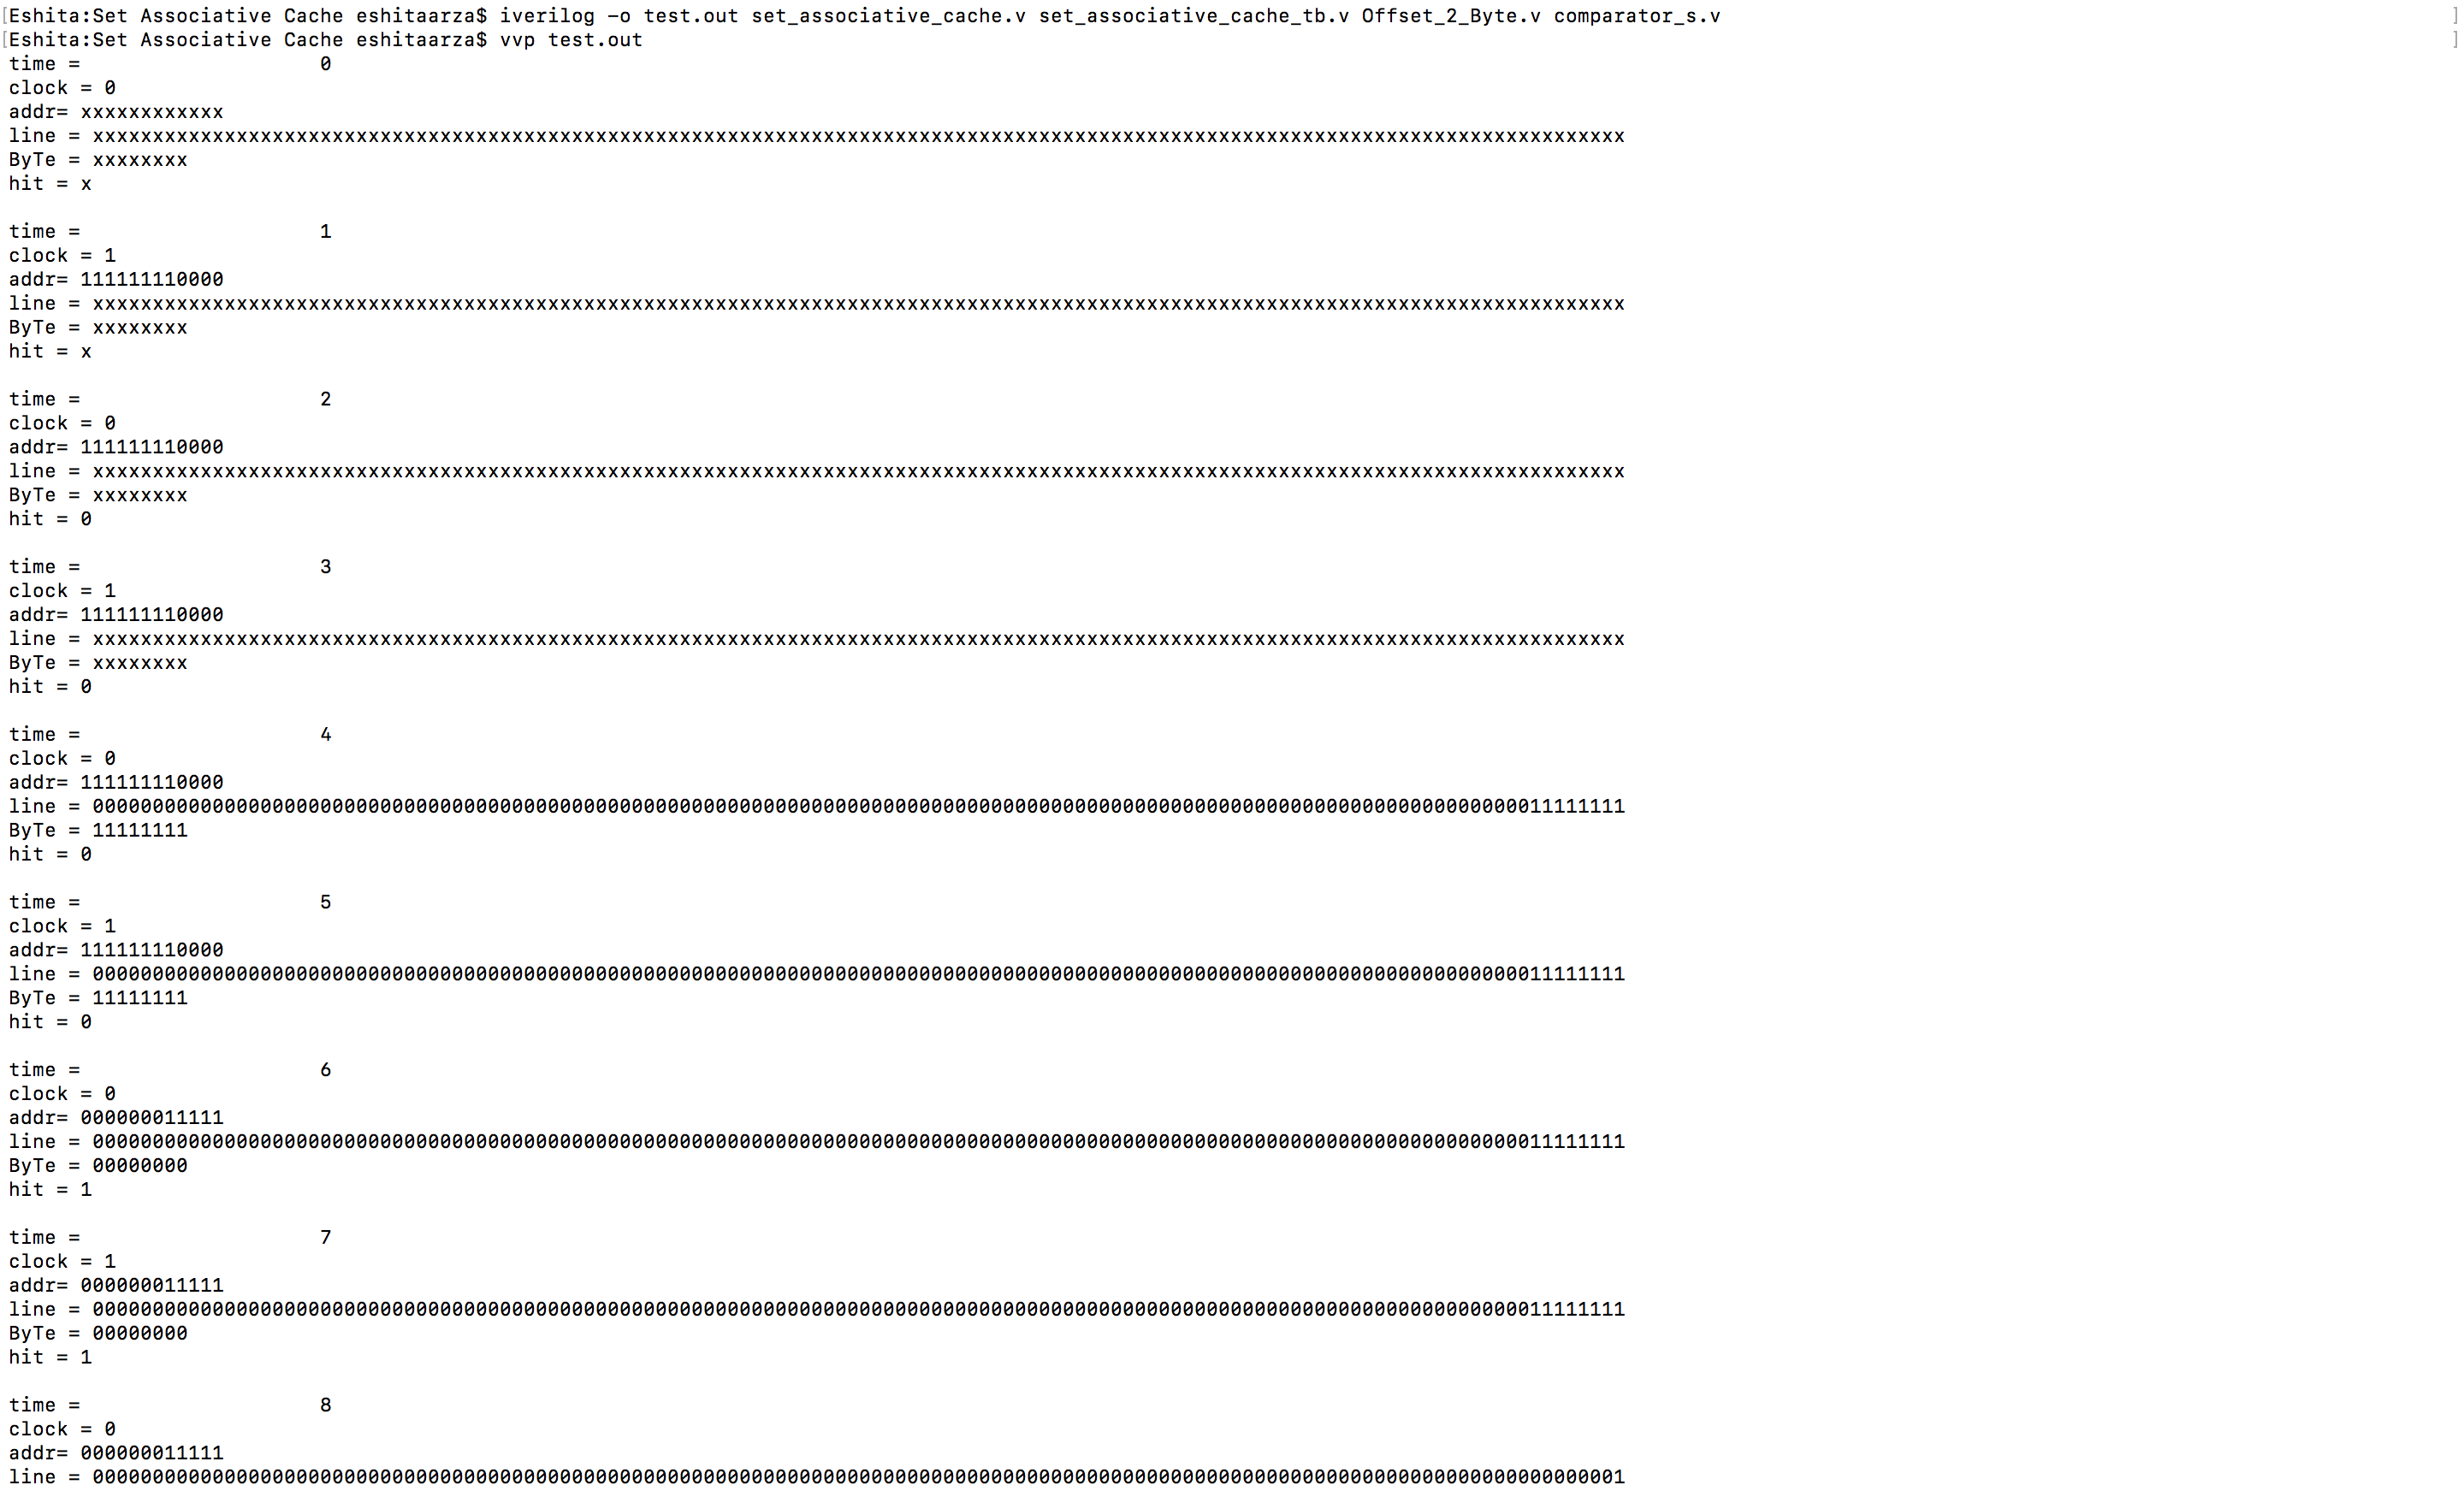 [Eshita:Set Associative Cache eshitaarza$ iverilog -o test.out set_associative_cache.v set_associative_cache_tb.v Offset_2_Byte.v comparator_s.v ]
[Eshita:Set Associative Cache eshitaarza$ vvp test.out ]
time = 0
clock = 0
addr= xxxxxxxxxxxx
line = xxxxxxxxxxxxxxxxxxxxxxxxxxxxxxxxxxxxxxxxxxxxxxxxxxxxxxxxxxxxxxxxxxxxxxxxxxxxxxxxxxxxxxxxxxxxxxxxxxxxxxxxxxxxxxxxxxxxxxxxxxxxxxxx
ByTe = xxxxxxxx
hit = x
time = 1
clock = 1
addr= 111111110000
line = xxxxxxxxxxxxxxxxxxxxxxxxxxxxxxxxxxxxxxxxxxxxxxxxxxxxxxxxxxxxxxxxxxxxxxxxxxxxxxxxxxxxxxxxxxxxxxxxxxxxxxxxxxxxxxxxxxxxxxxxxxxxxxxx
ByTe = xxxxxxxx
hit = x
time = 2
clock = 0
addr= 111111110000
line = xxxxxxxxxxxxxxxxxxxxxxxxxxxxxxxxxxxxxxxxxxxxxxxxxxxxxxxxxxxxxxxxxxxxxxxxxxxxxxxxxxxxxxxxxxxxxxxxxxxxxxxxxxxxxxxxxxxxxxxxxxxxxxxx
ByTe = xxxxxxxx
hit = 0
time = 3
clock = 1
addr= 111111110000
line = xxxxxxxxxxxxxxxxxxxxxxxxxxxxxxxxxxxxxxxxxxxxxxxxxxxxxxxxxxxxxxxxxxxxxxxxxxxxxxxxxxxxxxxxxxxxxxxxxxxxxxxxxxxxxxxxxxxxxxxxxxxxxxxx
ByTe = xxxxxxxx
hit = 0
time = 4
clock = 0
addr= 111111110000
line = 00000000000000000000000000000000000000000000000000000000000000000000000000000000000000000000000000000000000000000000000011111111
ByTe = 11111111
hit = 0
time = 5
clock = 1
addr= 111111110000
line = 00000000000000000000000000000000000000000000000000000000000000000000000000000000000000000000000000000000000000000000000011111111
ByTe = 11111111
hit = 0
time = 6
clock = 0
addr= 000000011111
line = 00000000000000000000000000000000000000000000000000000000000000000000000000000000000000000000000000000000000000000000000011111111
ByTe = 00000000
hit = 1
time = 7
clock = 1
addr= 000000011111
line = 00000000000000000000000000000000000000000000000000000000000000000000000000000000000000000000000000000000000000000000000011111111
ByTe = 00000000
hit = 1
time = 8
clock = 0
addr= 000000011111
line = 00000000000000000000000000000000000000000000000000000000000000000000000000000000000000000000000000000000000000000000000000000001